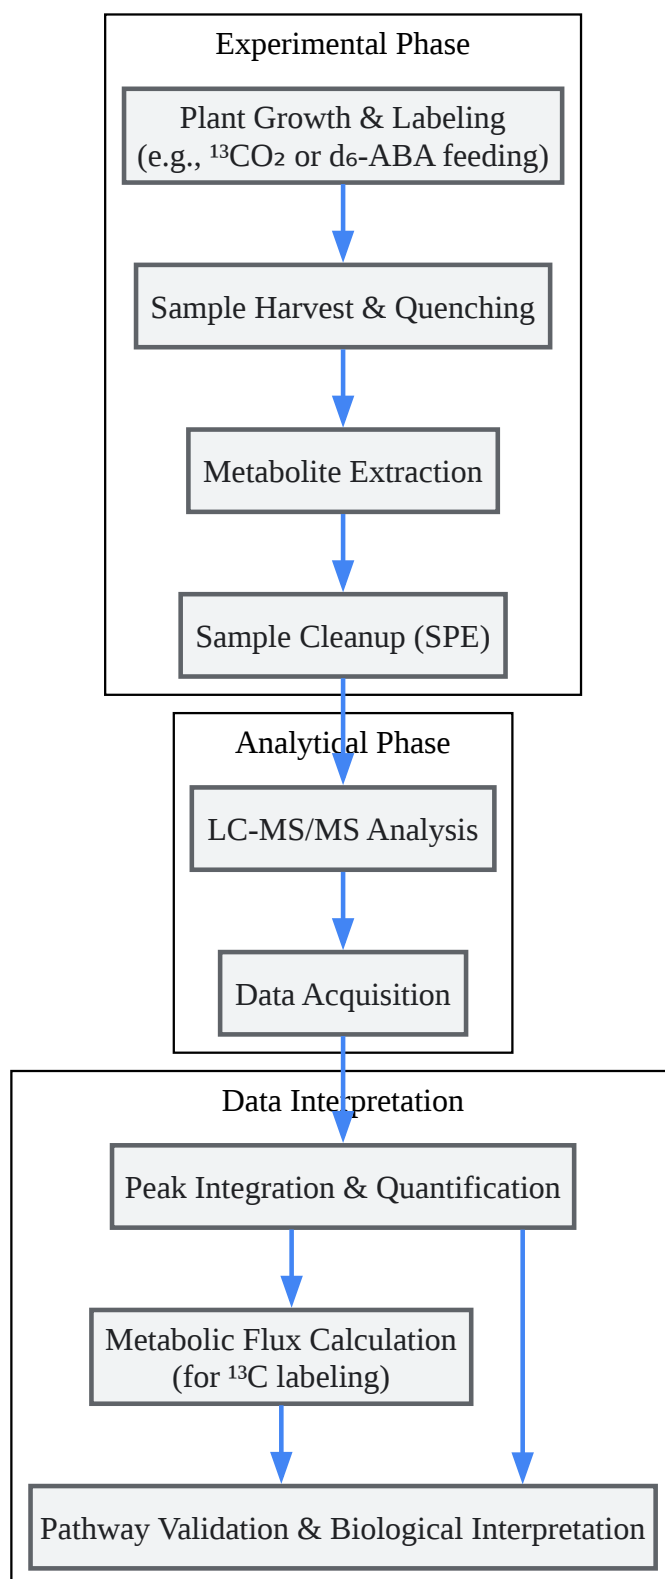 Experimental Phase
Plant Growth & Labeling
(e.g., ¹³CO₂ or d₆-ABA feeding)
Sample Harvest & Quenching
Metabolite Extraction
Sample Cleanup (SPE)
Analytical Phase
LC-MS/MS Analysis
Data Acquisition
Data Interpretation
Peak Integration & Quantification
Metabolic Flux Calculation
(for ¹³C labeling)
Pathway Validation & Biological Interpretation